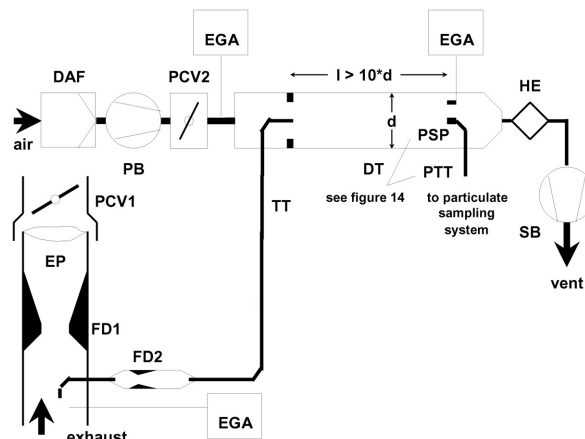 EGA
EGA
l > 10*d
DAF
PCV2
HE
d
air
PB
PSP
DT
PTT
see figure 14
to particulate
sampling
system
PCV1
TT
SB
EP
vent
FD1
FD2
EGA
exhaust